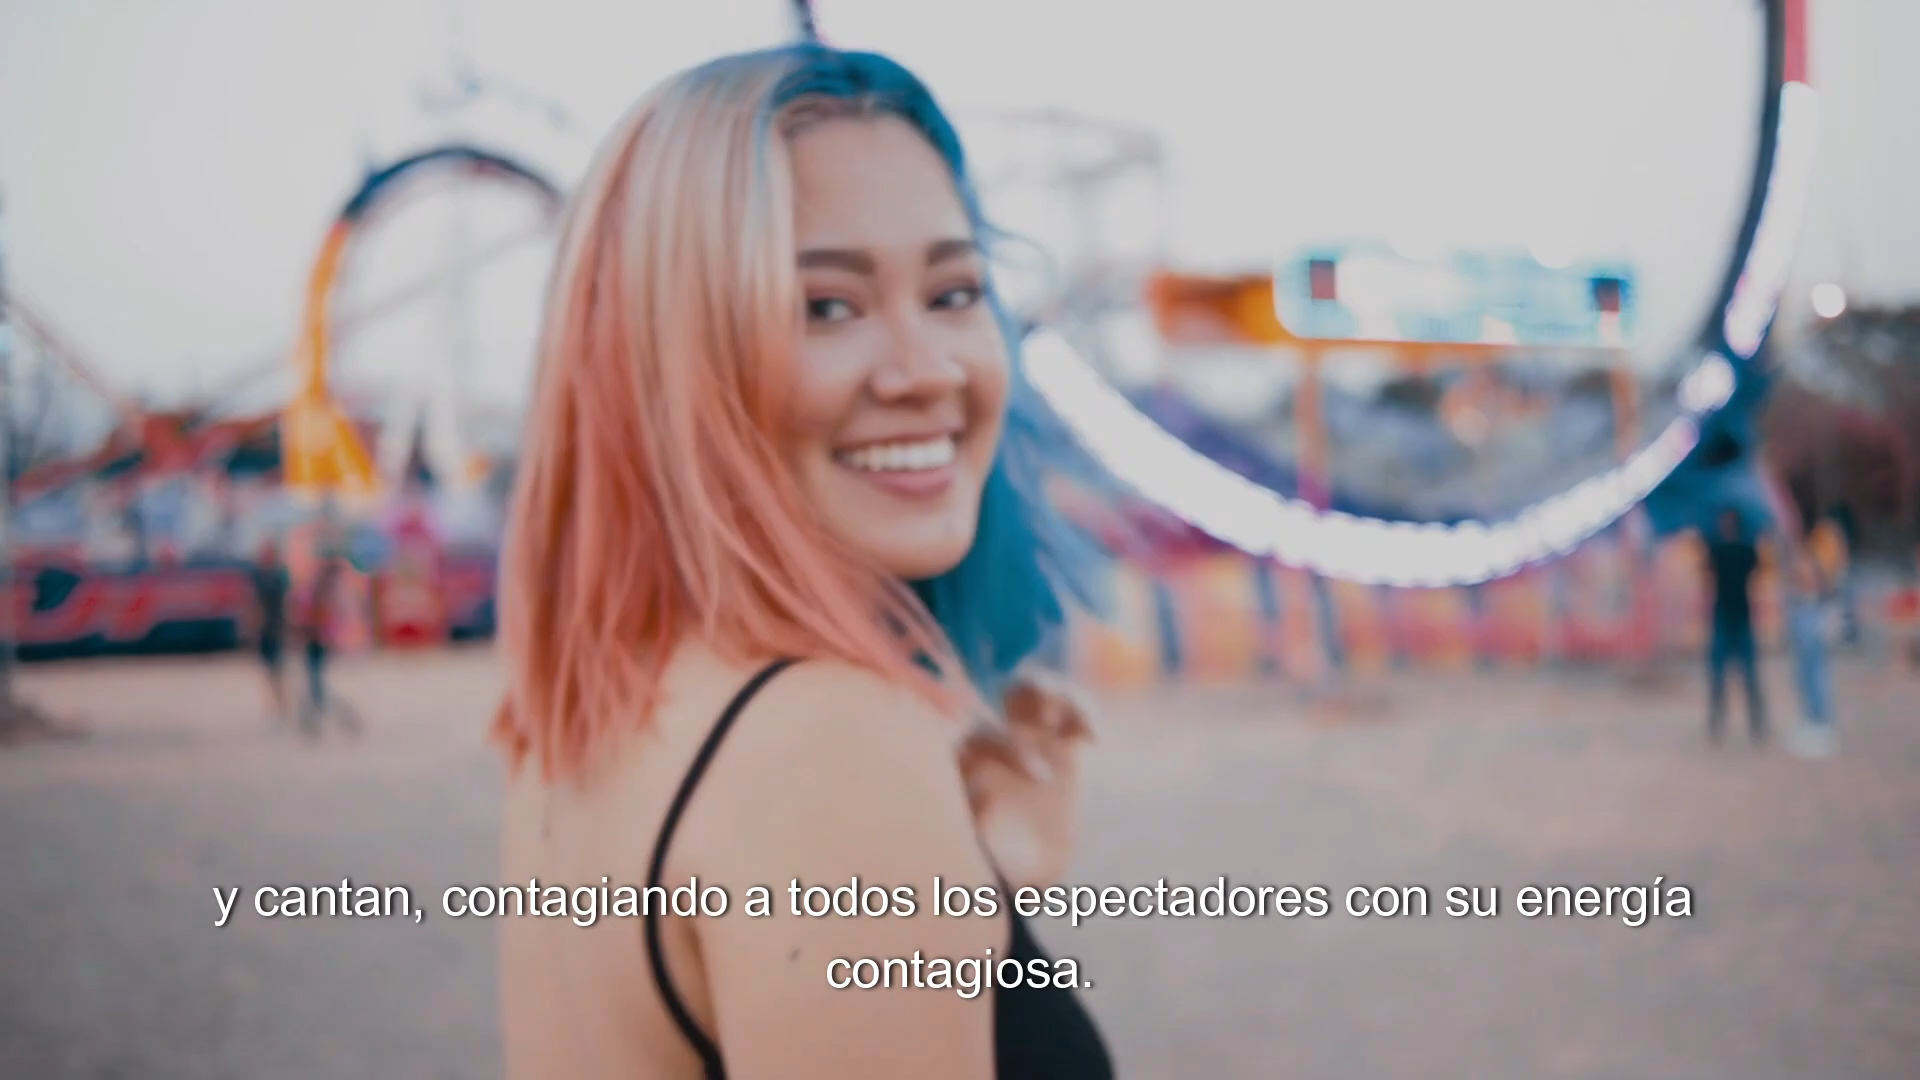 y cantan, contagiando a todos los espectadores con su energía
contagiosa.